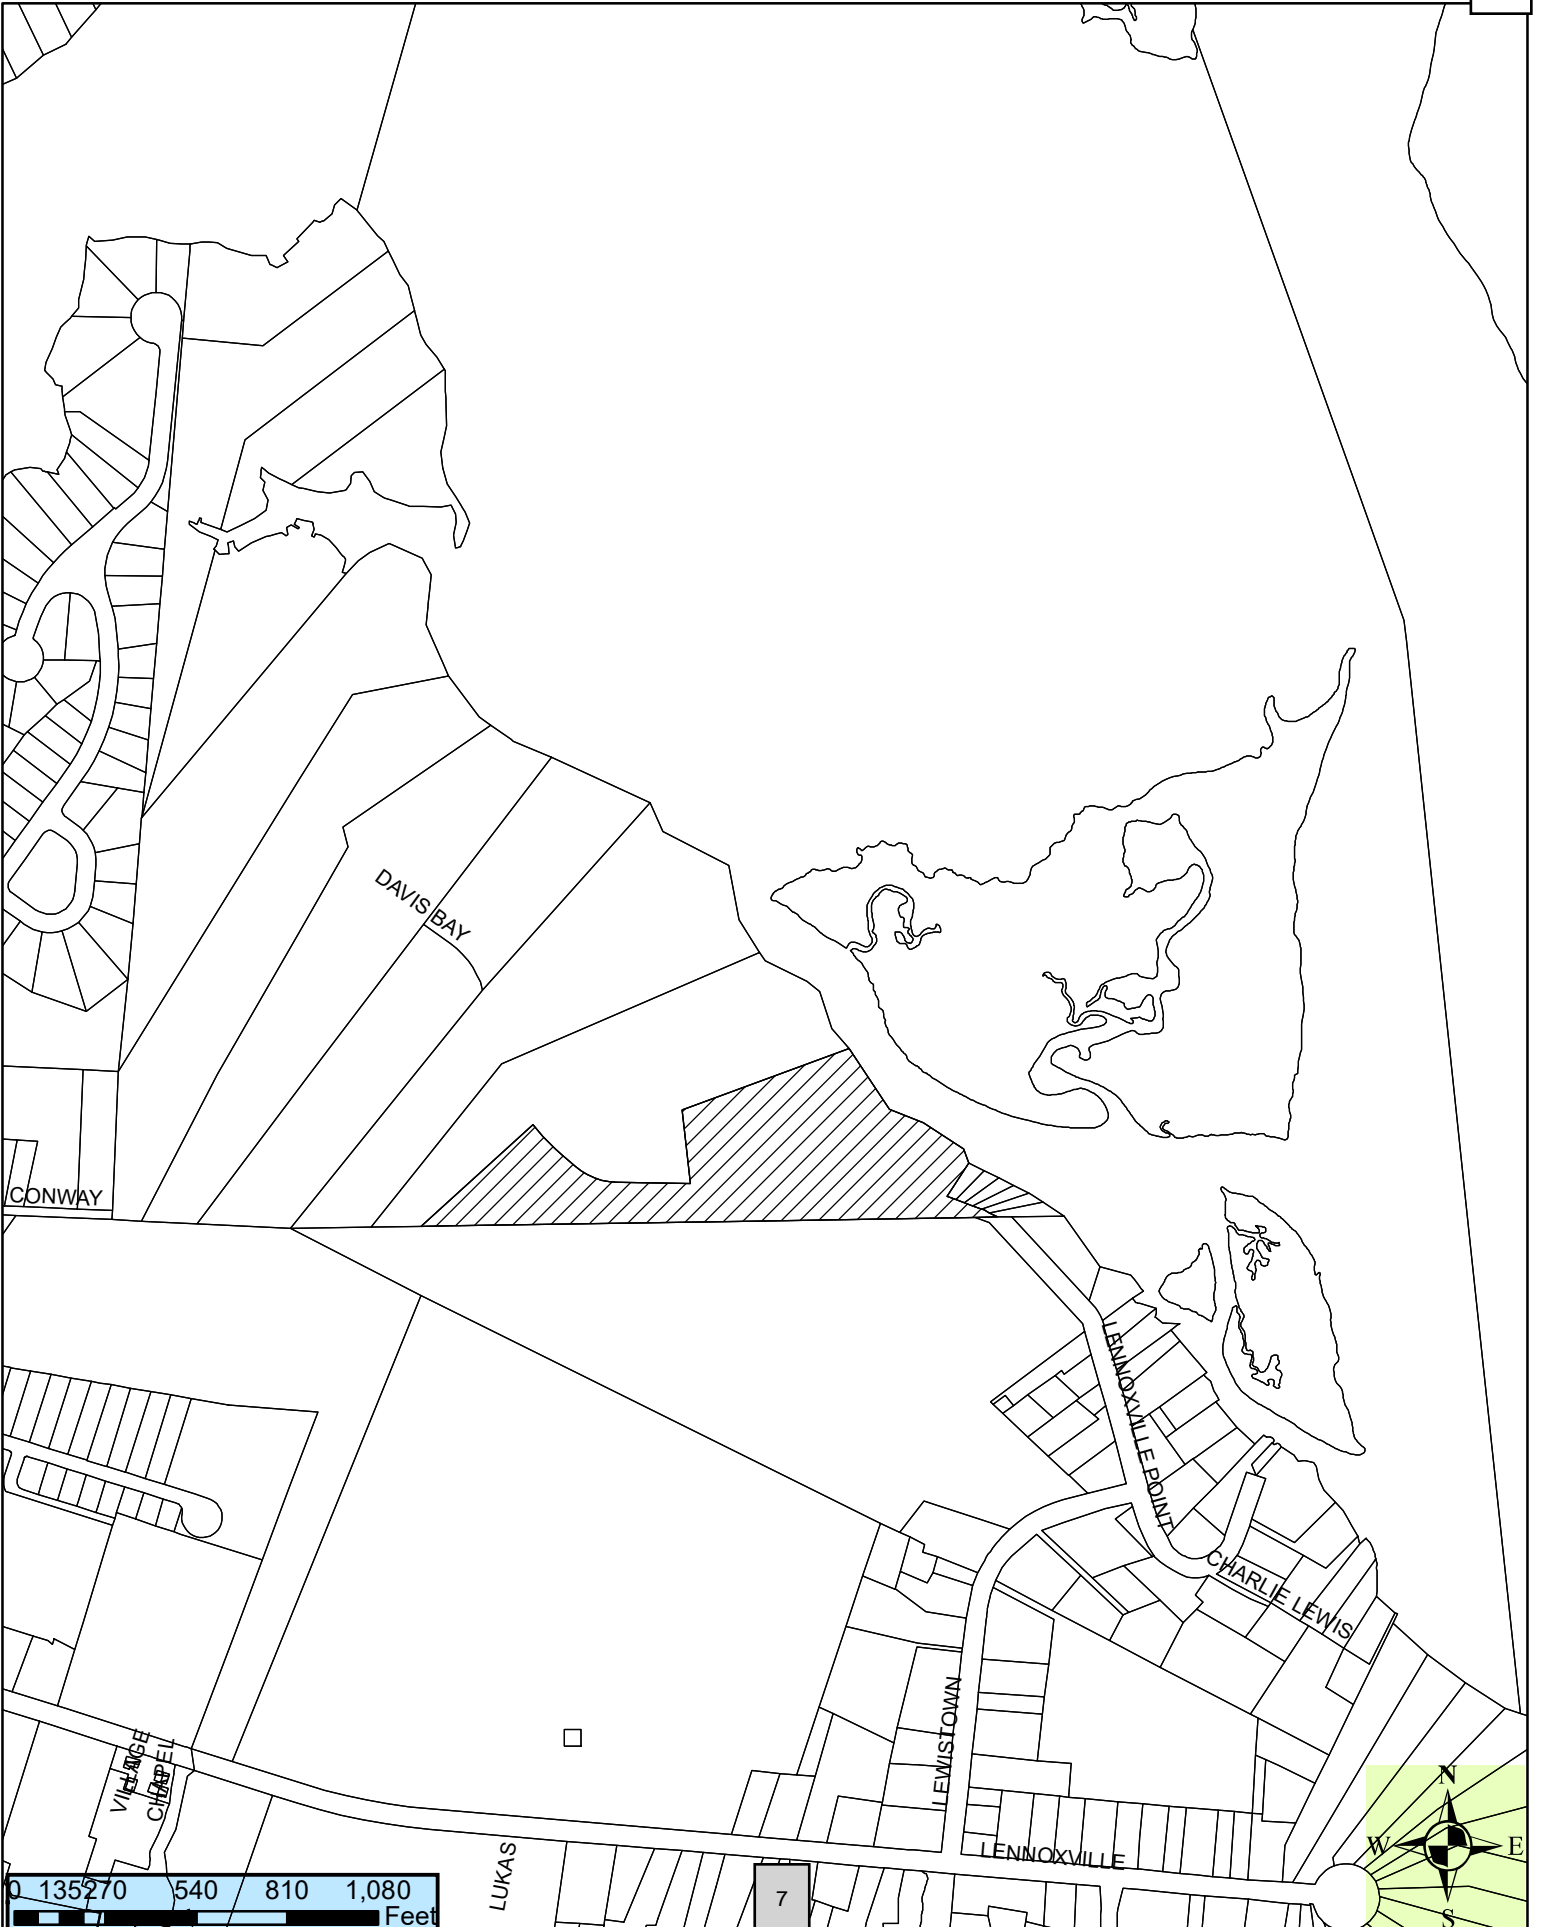 DAVIS BAY
CONWAY
LENNOXVILLE POINT
CHARLIE LEWIS
LEWISTOWN
VILLAGE
CHAPEL
LENNOXVILLE
LUKAS
N
W E
S
0 135 270 540 810 1,080
Feet
7